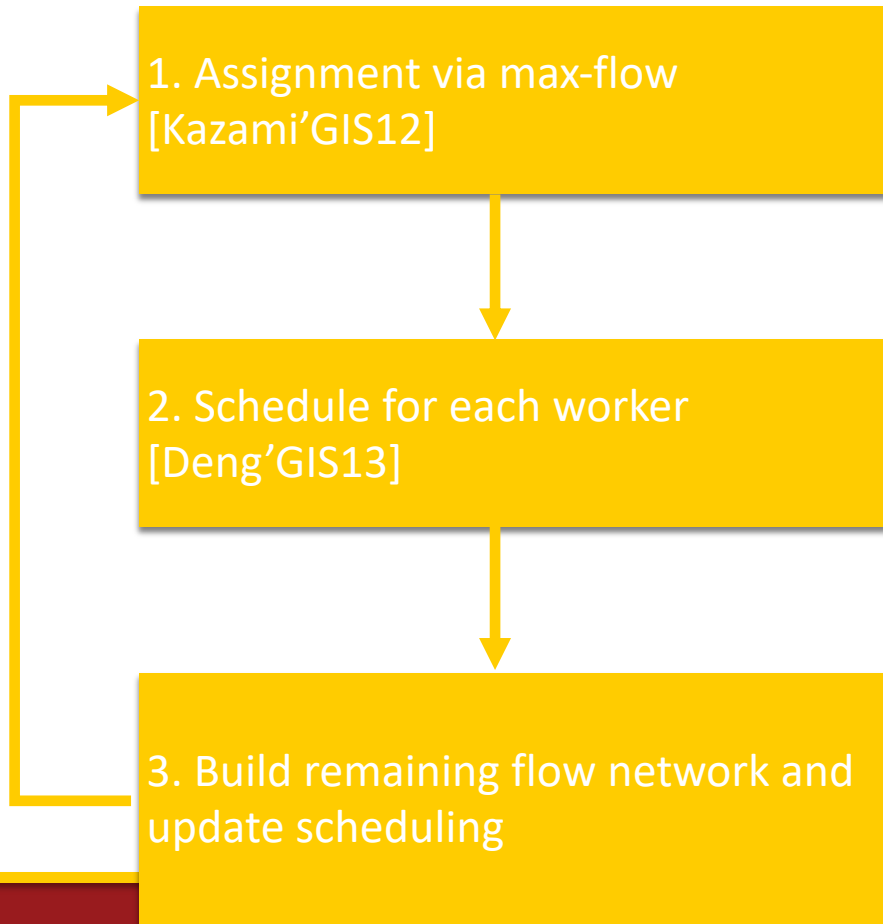 1. Assignment via max-flow
[Kazami’GIS12]
2. Schedule for each worker
[Deng’GIS13]
3. Build remaining flow network and
update scheduling